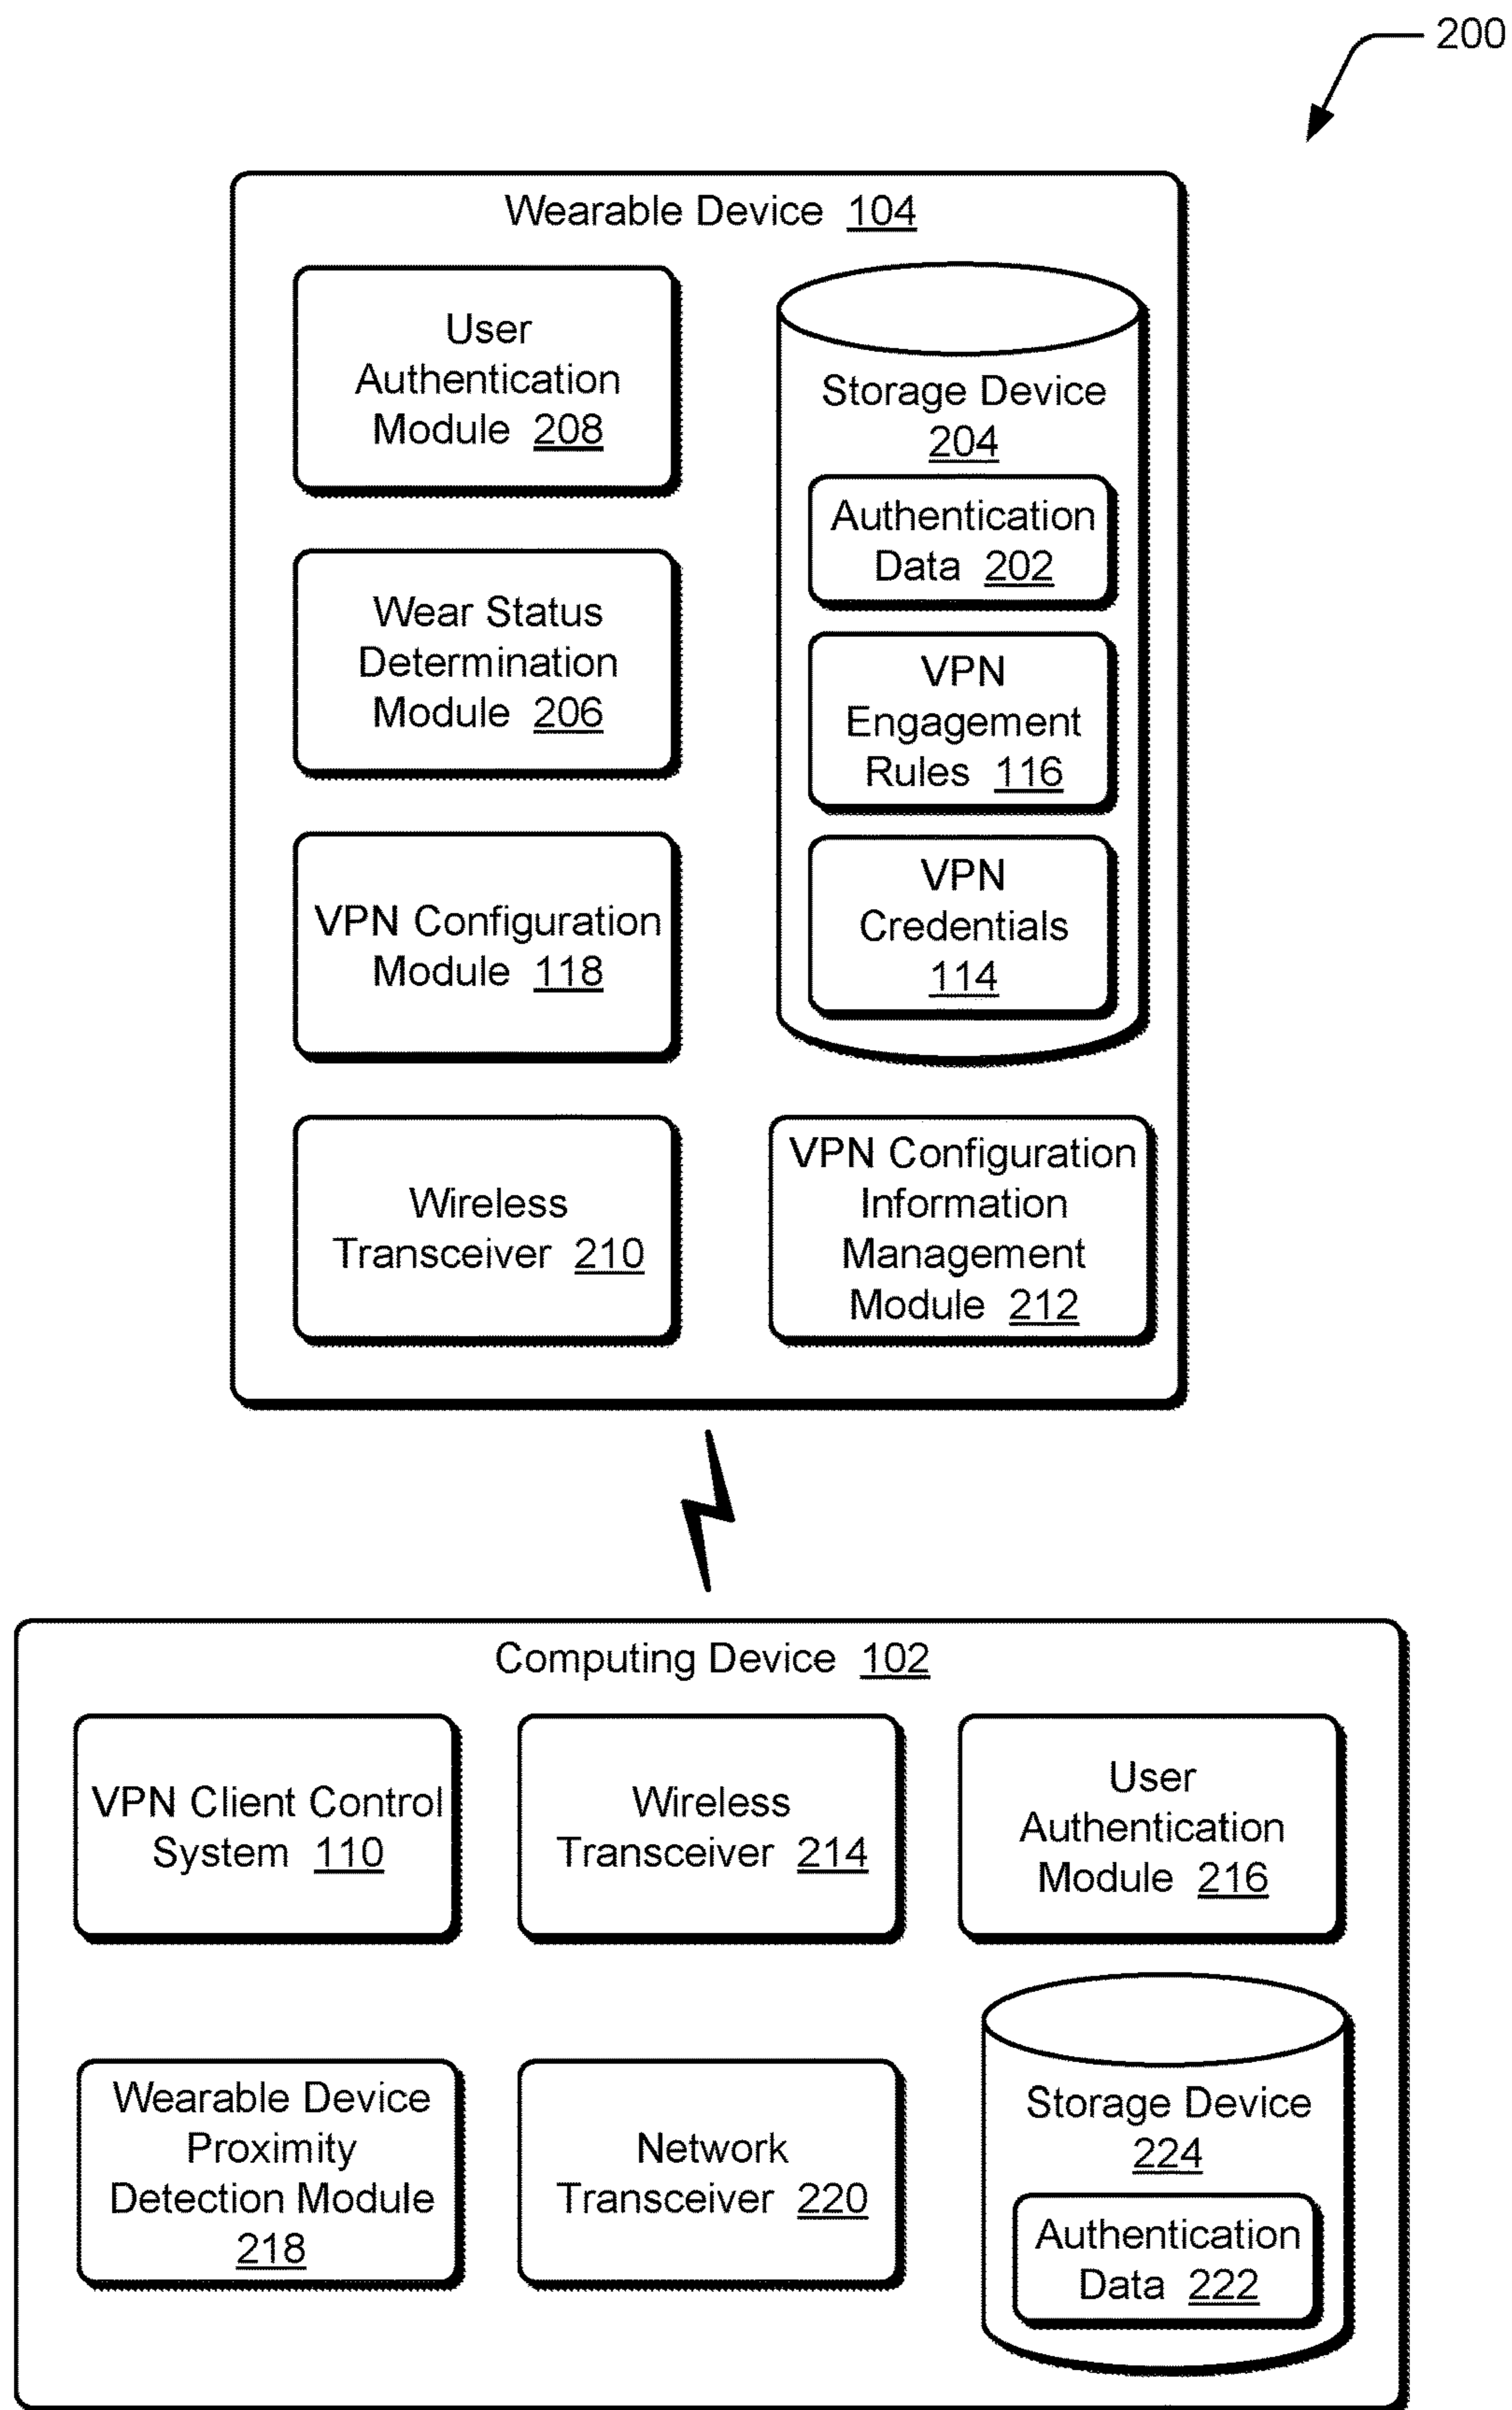 200
Wearable Device 104
User
Authentication
Module 208
Storage Device
204
Authentication
Data 202
Wear Status
Determination
Module 206
VPN
Engagement
Rules 116
VPN Configuration
Module 118
VPN
Credentials
114
Wireless
Transceiver 210
VPN Configuration
Information
Management
Module 212
Computing Device 102
VPN Client Control
System 110
Wireless
Transceiver 214
User
Authentication
Module 216
Wearable Device
Proximity
Detection Module
218
Network
Transceiver 220
Storage Device
224
Authentication
Data 222